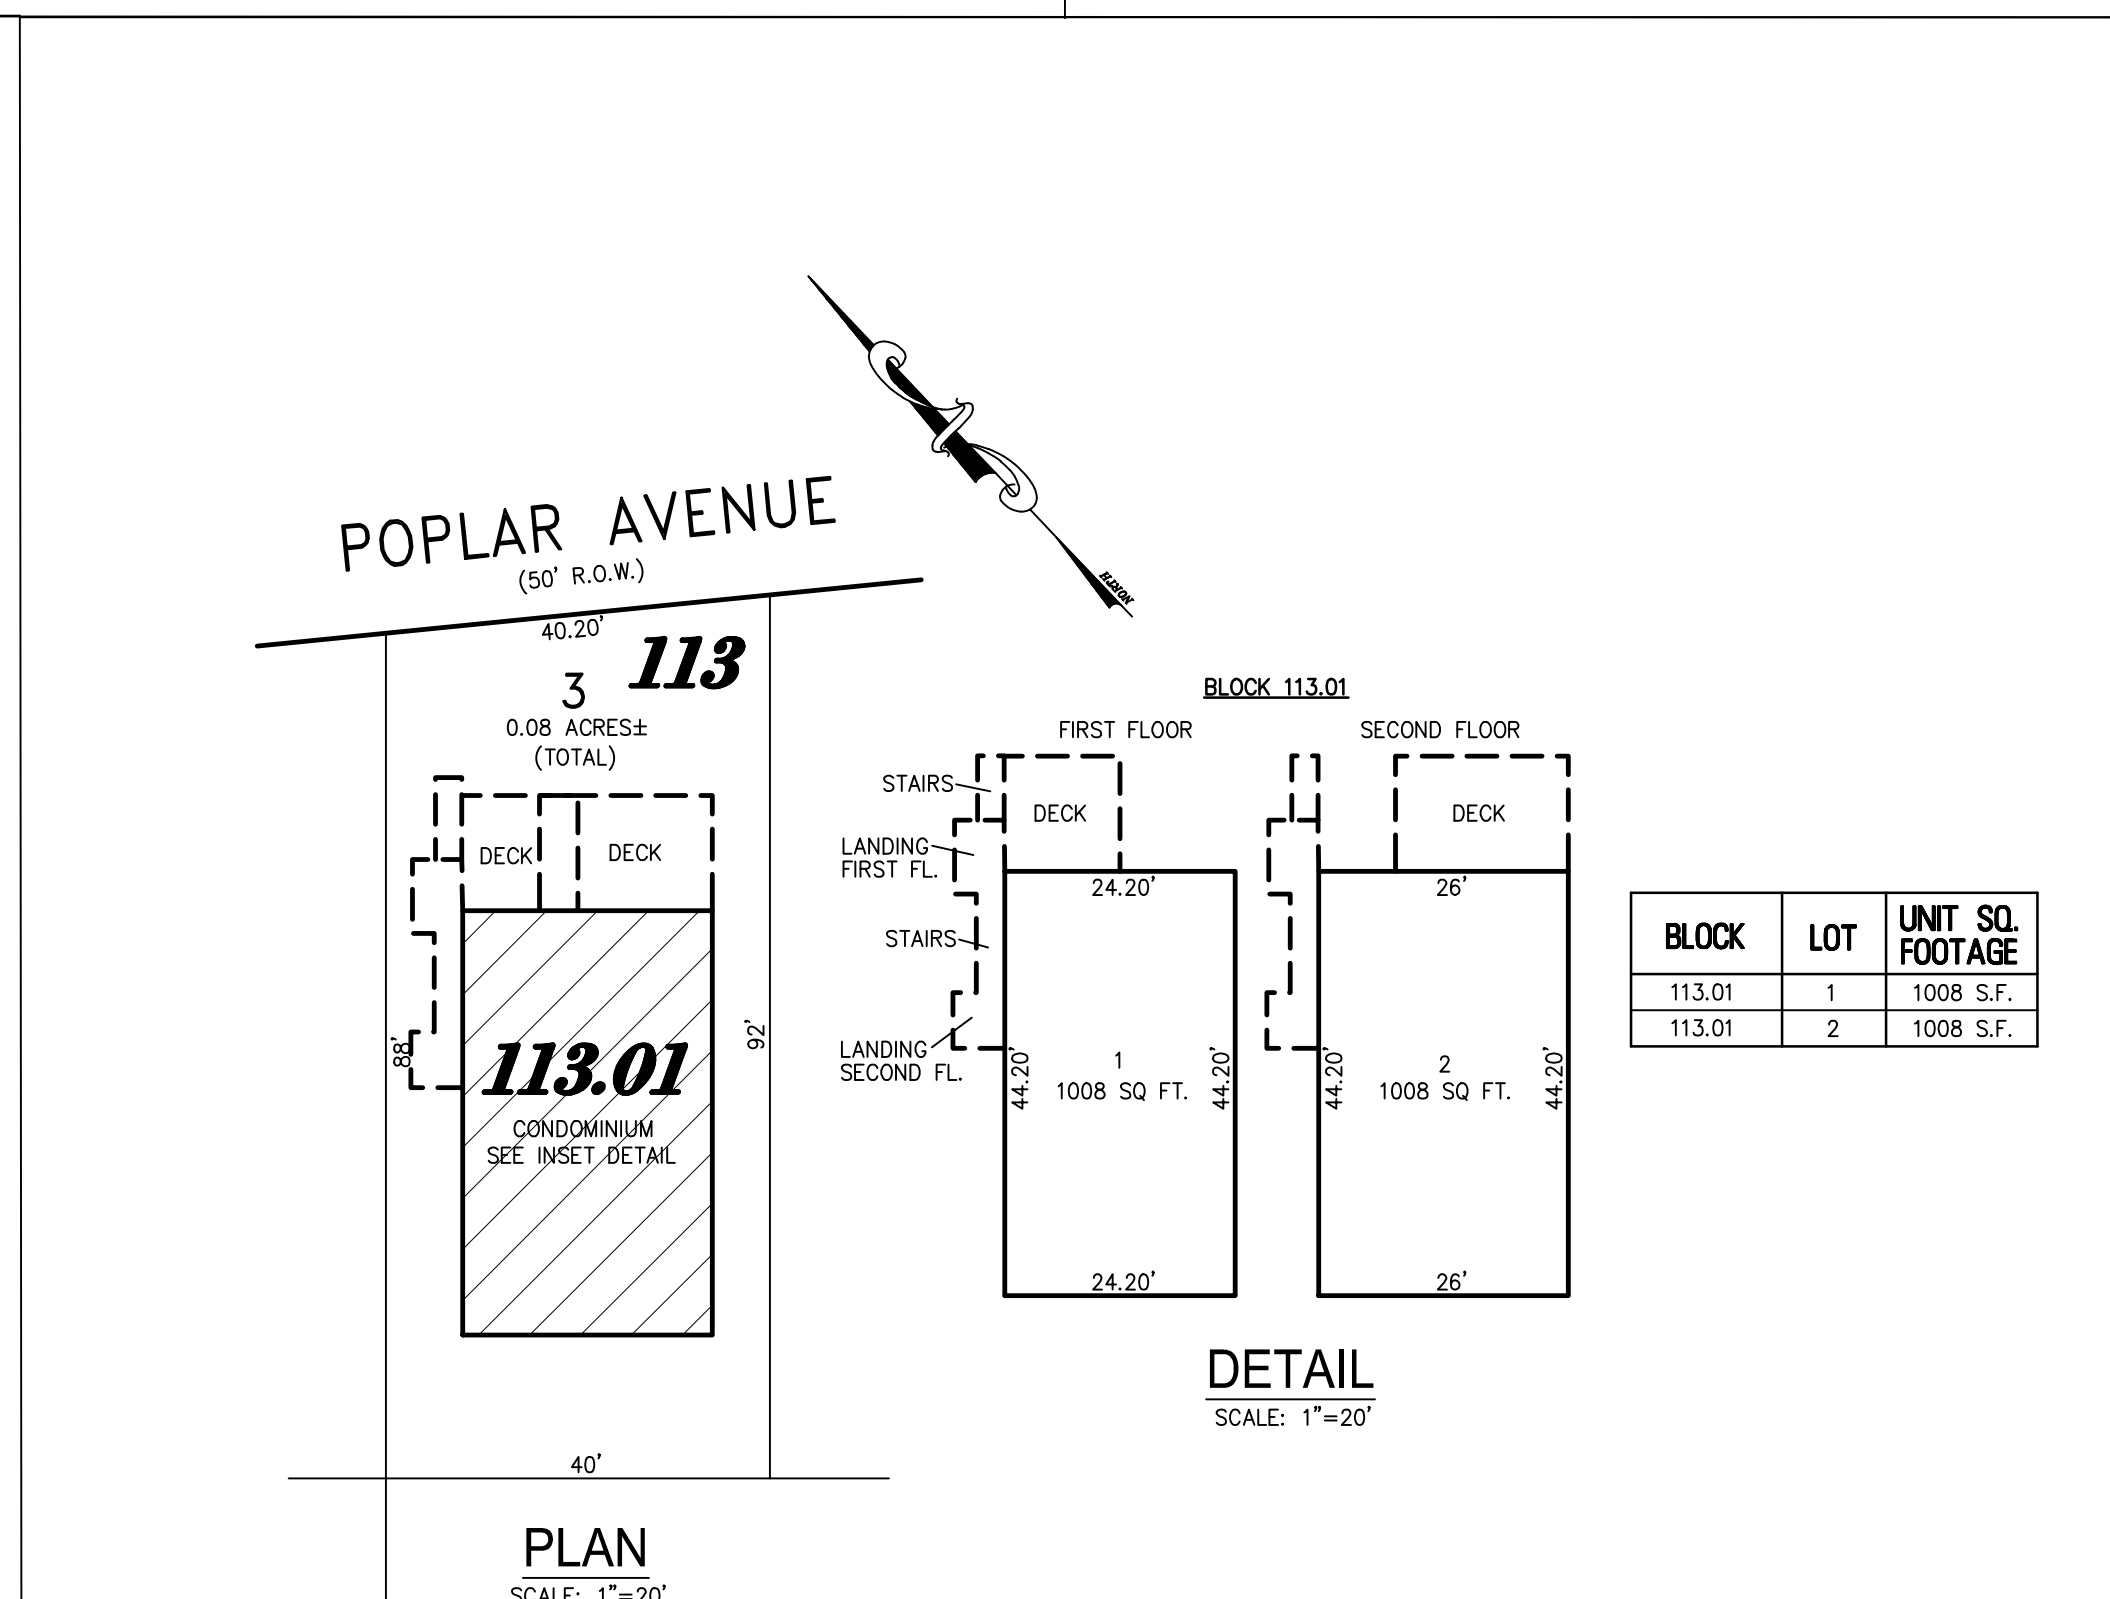 NORTH
POPLAR AVENUE
(50' R.O.W.)
40.20'
113
3
0.08 ACRES±
(TOTAL)
DECK
DECK
88'
92'
113.01
CONDOMINIUM
SEE INSET DETAIL
40'
PLAN
SCALE: 1"=20'
BLOCK 113.01
FIRST FLOOR
SECOND FLOOR
STAIRS
DECK
DECK
LANDING
FIRST FL.
24.20'
26'
STAIRS
LANDING
SECOND FL.
44.20'
1
1008 SQ FT.
44.20'
44.20'
2
1008 SQ FT.
44.20'
24.20'
26'
DETAIL
SCALE: 1"=20'
BLOCK LOT UNIT SQ.
FOOTAGE
113.01 1 1008 S.F.
113.01 2 1008 S.F.